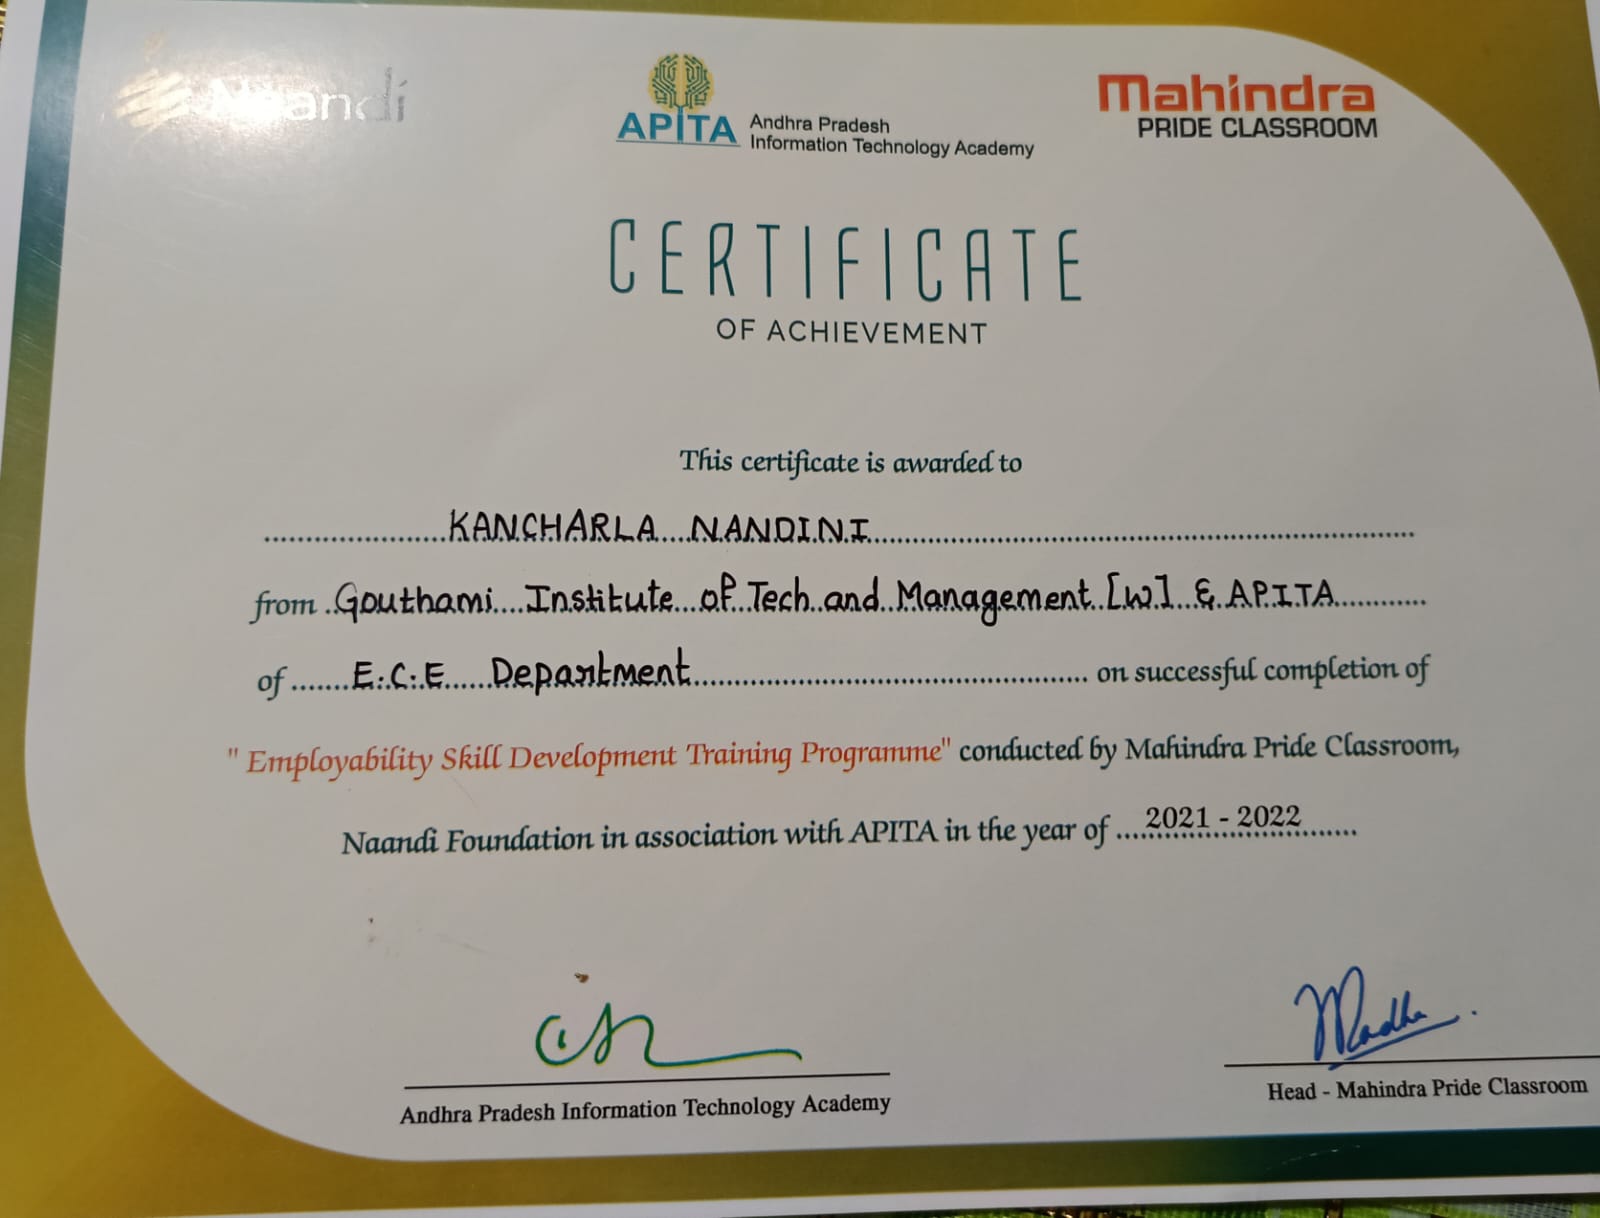 Naandi
APITA Andhra Pradesh
Information Technology Academy
Mahindra
PRIDE CLASSROOM
CERTIFICATE
OF ACHIEVEMENT
This certificate is awarded to
KANCHARLA NANDINI
from Gouthami Institute of Tech and Management [W] & APITA
of E.C.E Department on successful completion of
" Employability Skill Development Training Programme" conducted by Mahindra Pride Classroom,
Naandi Foundation in association with APITA in the year of 2021 - 2022
Andhra Pradesh Information Technology Academy
Madhu.
Head - Mahindra Pride Classroom